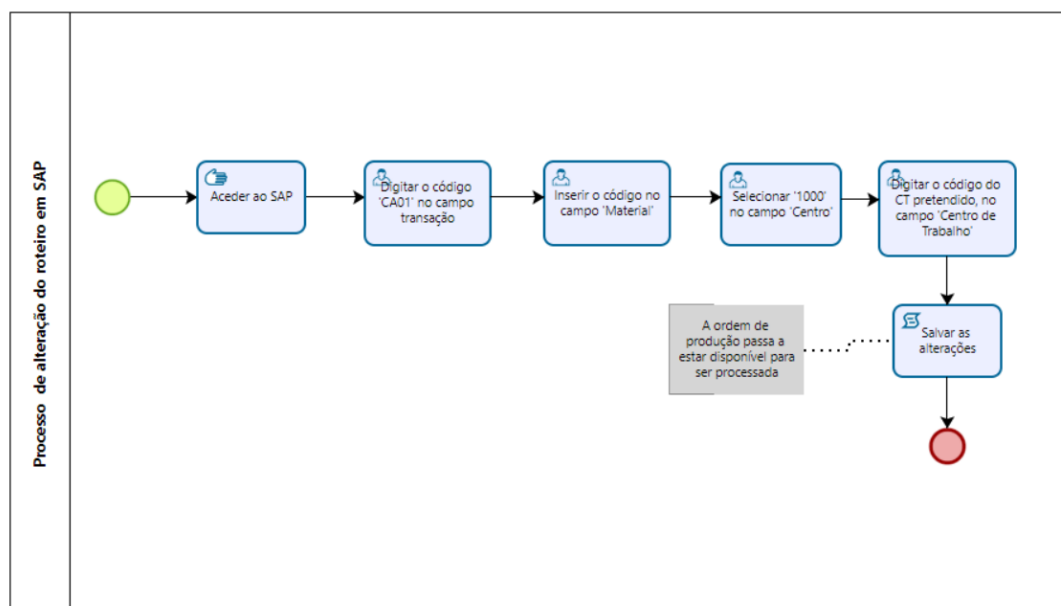 Processo de alteração do roteiro em SAP
Aceder ao SAP
Digitar o código
'CA01' no campo
transação
Inserir o código no
campo 'Material'
Selecionar '1000'
no campo 'Centro'
Digitar o código do
CT pretendido, no
campo 'Centro de
Trabalho'
A ordem de
produção passa a
estar disponível para
ser processada
Salvar as
alterações